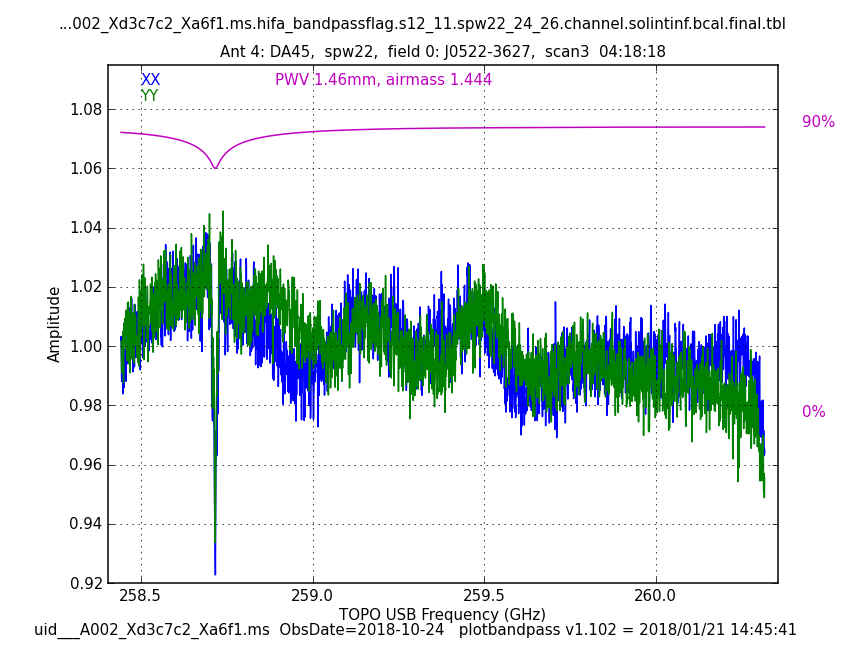 ...002_Xd3c7c2_Xa6f1.ms.hifa_bandpassflag.s12_11.spw22_24_26.channel.solintinf.bcal.final.tbl
Ant 4: DA45, spw22, field 0: J0522-3627, scan3 04:18:18
XX PWV 1.46mm, airmass 1.444
YY
1.08
90%
1.06
1.04
1.02
Amplitude
1.00
0.98
0%
0.96
0.94
0.92
258.5 259.0 259.5 260.0
TOPO USB Frequency (GHz)
uid___A002_Xd3c7c2_Xa6f1.ms ObsDate=2018-10-24 plotbandpass v1.102 = 2018/01/21 14:45:41